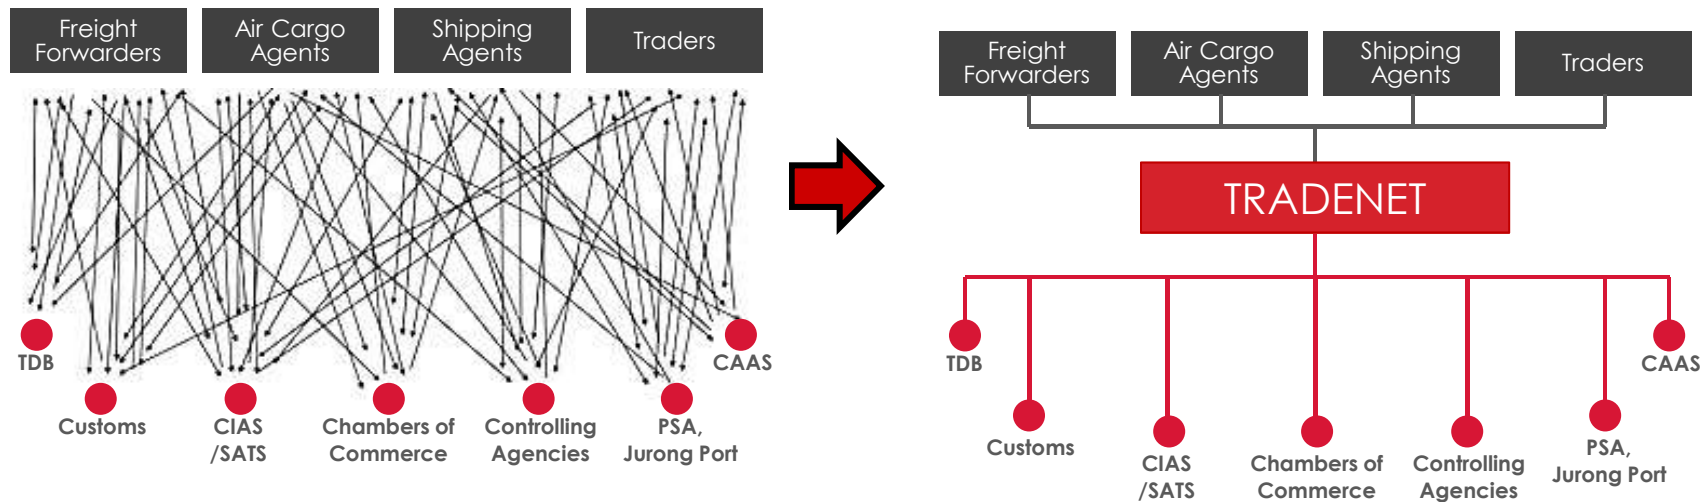 Freight
Forwarders
Air Cargo
Agents
Shipping
Agents
Traders
TDB
CAAS
Customs
CIAS
/SATS
Chambers of
Commerce
Controlling
Agencies
PSA,
Jurong Port
Freight
Forwarders
Air Cargo
Agents
Shipping
Agents
Traders
TRADENET
TDB
CAAS
Customs
CIAS
/SATS
Chambers of
Commerce
Controlling
Agencies
PSA,
Jurong Port